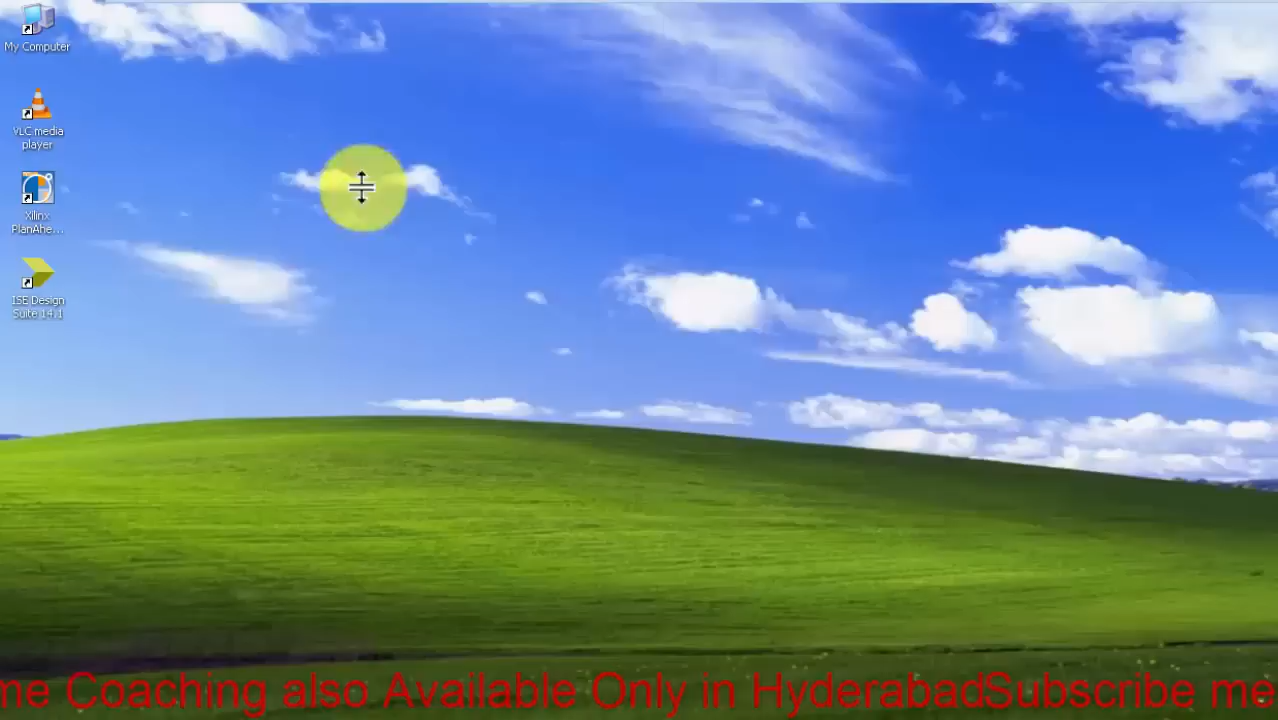 My Computer
VLC media
player
Xilinx
PlanAhe...
ISE Design
Suite 14.1
me Coaching also Available Only in HyderabadSubscribe me